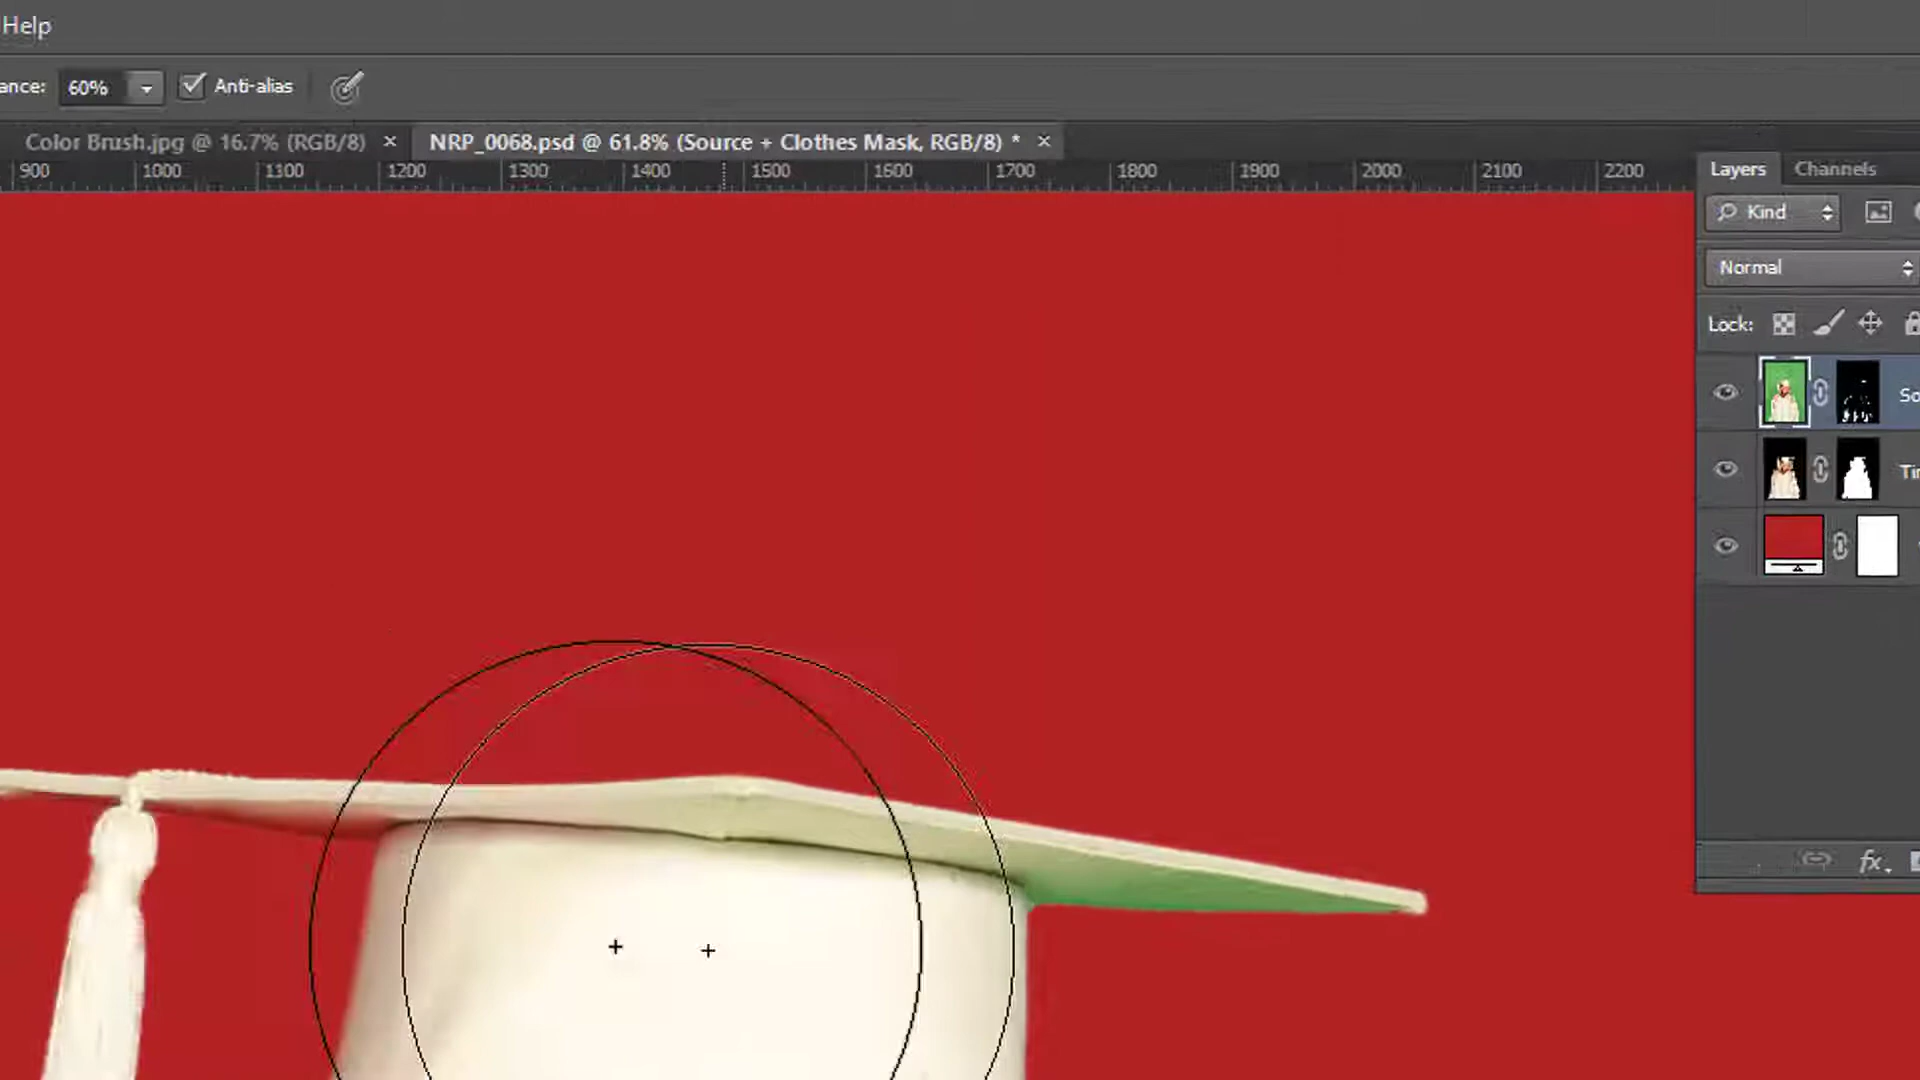 Help
ance: 60% Anti-alias
Color Brush.jpg @ 16.7% (RGB/8) × NRP_0068.psd @ 61.8% (Source + Clothes Mask, RGB/8) * ×
900 1000 1100 1200 1300 1400 1500 1600 1700 1800 1900 2000 2100 2200
Layers Channels
Kind
Normal
Lock:
So
Tin
fx